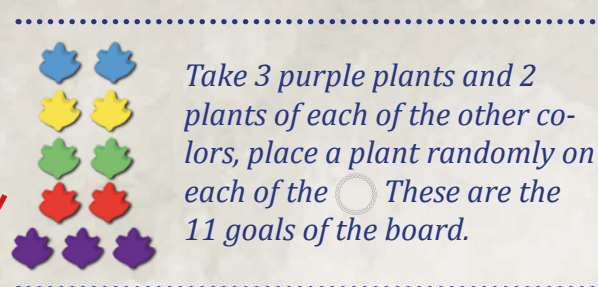 Take 3 purple plants and 2
plants of each of the other co-
lors, place a plant randomly on
each of the These are the
11 goals of the board.